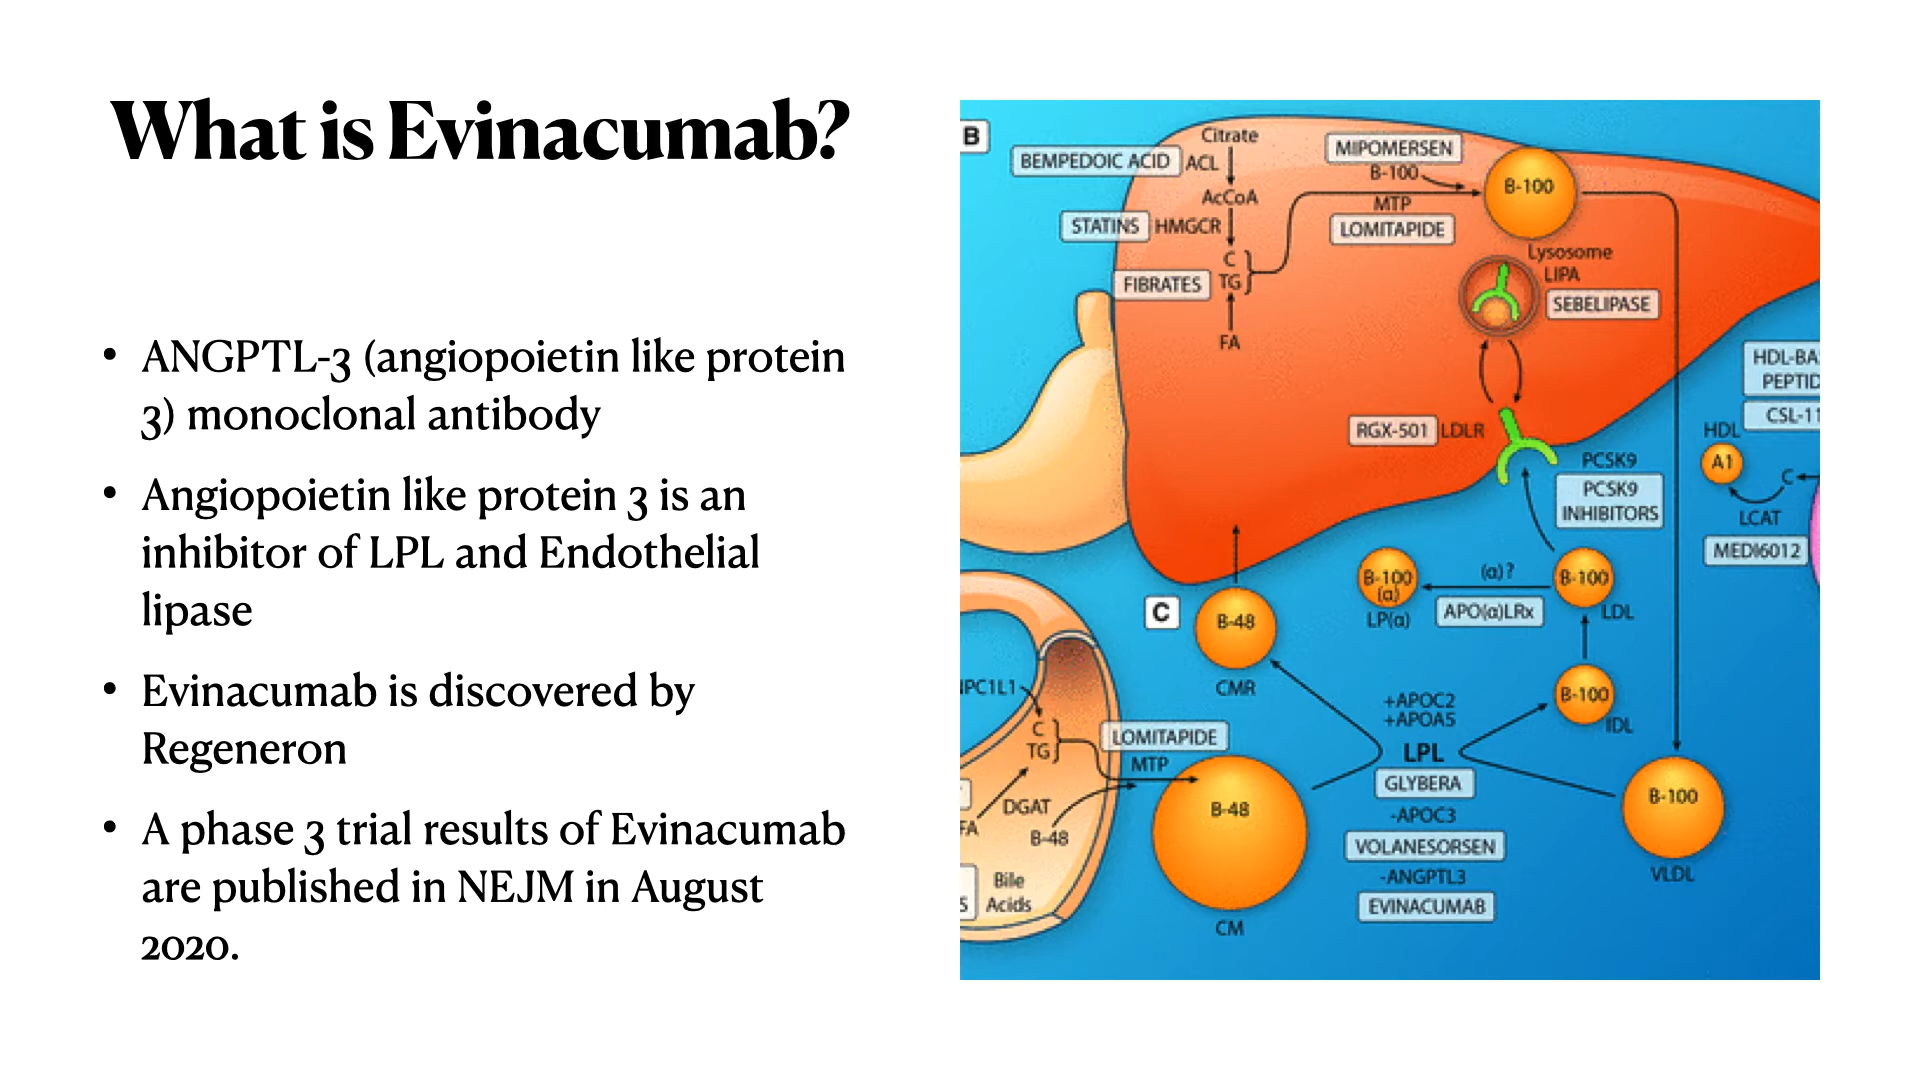 What is Evinacumab?
• ANGPTL-3 (angiopoietin like protein
3) monoclonal antibody
• Angiopoietin like protein 3 is an
inhibitor of LPL and Endothelial
lipase
• Evinacumab is discovered by
Regeneron
• A phase 3 trial results of Evinacumab
are published in NEJM in August
2020.
B
Citrate
BEMPEDOIC ACID ACL
AcCoA
STATINS HMGCR
C
FIBRATES TG
FA
MIPOMERSEN
B-100
MTP
LOMITAPIDE
B-100
Lysosome
LIPA
SEBELIPASE
RGX-501 LDLR
PCSK9
PCSK9
INHIBITORS
HDL-BA
PEPTID
CSL-11
HDL
A1
C
LCAT
MEDI6012
B-100
(α)
LP(α)
(α)?
APO(α)LRx
B-100
LDL
C
B-48
CMR
B-100
IDL
NPC1L1
C
TG
LOMITAPIDE
MTP
DGAT
FA
B-48
Bile
S Acids
B-48
CM
+APOC2
+APOA5
LPL
GLYBERA
-APOC3
VOLANESORSEN
-ANGPTL3
EVINACUMAB
B-100
VLDL